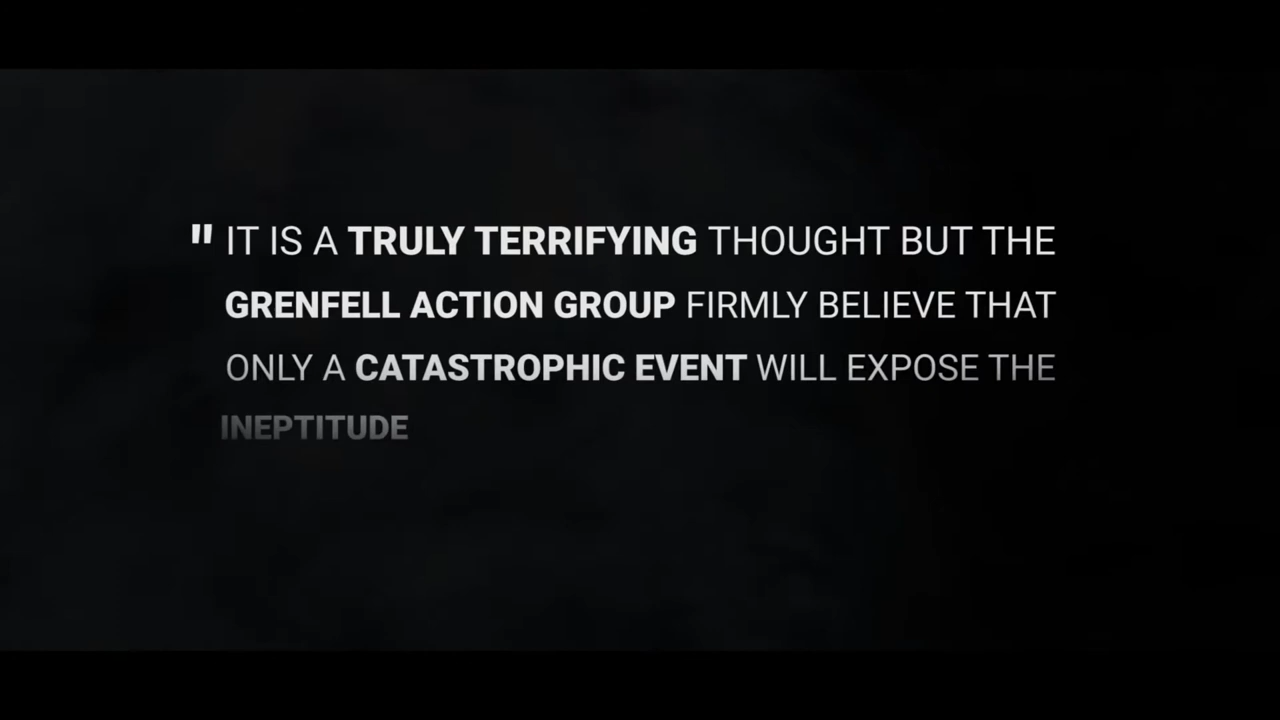 " IT IS A TRULY TERRIFYING THOUGHT BUT THE
GRENFELL ACTION GROUP FIRMLY BELIEVE THAT
ONLY A CATASTROPHIC EVENT WILL EXPOSE THE
INEPTITUDE